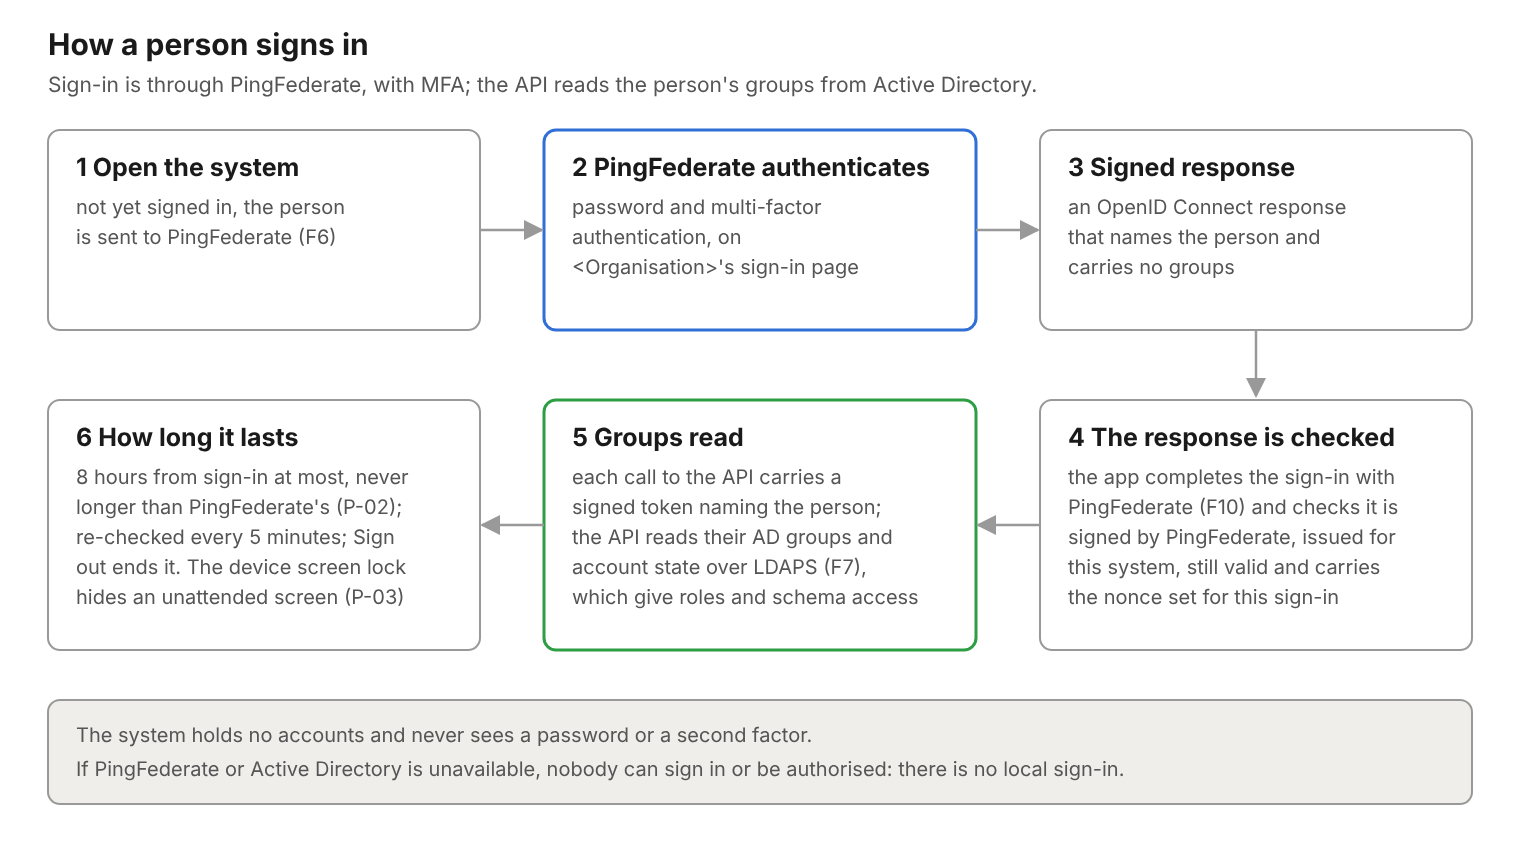 How a person signs in
Sign-in is through PingFederate, with MFA; the API reads the person's groups from Active Directory.
1 Open the system
not yet signed in, the person
is sent to PingFederate (F6)
2 PingFederate authenticates
password and multi-factor
authentication, on
<Organisation>'s sign-in page
3 Signed response
an OpenID Connect response
that names the person and
carries no groups
4 The response is checked
the app completes the sign-in with
PingFederate (F10) and checks it is
signed by PingFederate, issued for
this system, still valid and carries
the nonce set for this sign-in
5 Groups read
each call to the API carries a
signed token naming the person;
the API reads their AD groups and
account state over LDAPS (F7),
which give roles and schema access
6 How long it lasts
8 hours from sign-in at most, never
longer than PingFederate's (P-02);
re-checked every 5 minutes; Sign
out ends it. The device screen lock
hides an unattended screen (P-03)
The system holds no accounts and never sees a password or a second factor.
If PingFederate or Active Directory is unavailable, nobody can sign in or be authorised: there is no local sign-in.